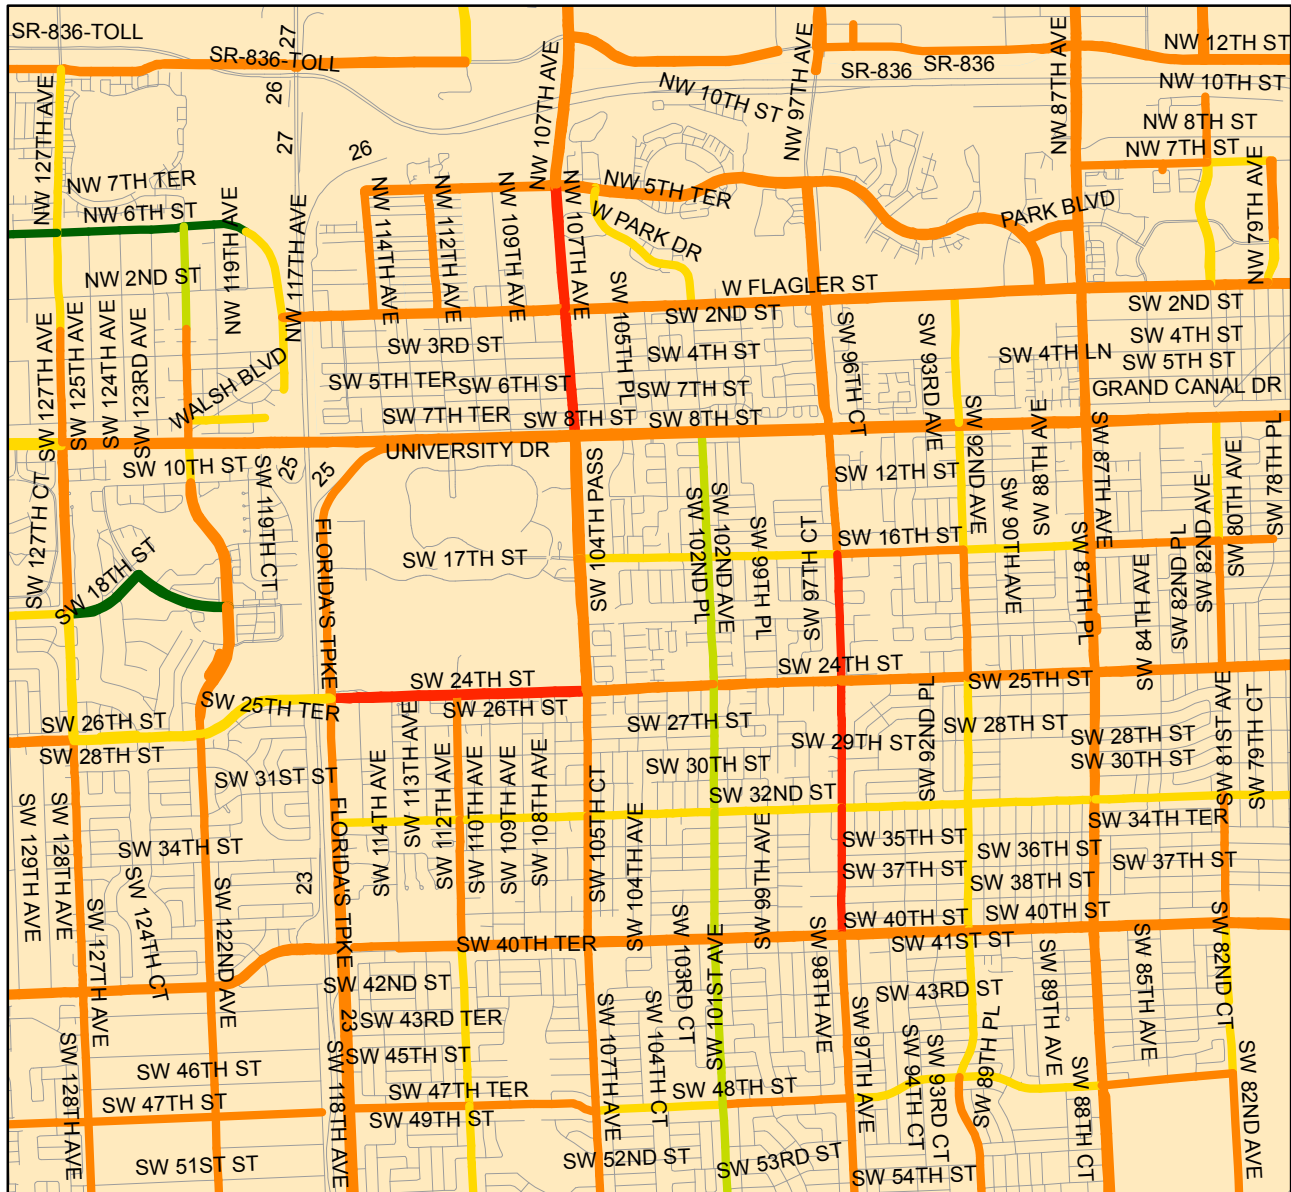 SR-836-TOLL
27
SR-836-TOLL
26
27
26
NW 127TH AVE
NW 107TH AVE
NW 10TH ST
NW 97TH AVE
SR-836
SR-836
NW 87TH AVE
NW 12TH ST
NW 10TH ST
NW 8TH ST
NW 7TH ST
NW 79TH AVE
NW 7TH TER
NW 6TH ST
NW 119TH AVE
NW 117TH AVE
NW 2ND ST
NW 114TH AVE
NW 112TH AVE
NW 109TH AVE
NW 107TH AVE
NW 5TH TER
W PARK DR
PARK BLVD
W FLAGLER ST
SW 2ND ST
SW 2ND ST
SW 4TH ST
SW 5TH ST
GRAND CANAL DR
SW 127TH AVE
SW 125TH AVE
SW 124TH AVE
SW 123RD AVE
WALSH BLVD
SW 3RD ST
SW 5TH TER
SW 6TH ST
SW 7TH TER
SW 8TH ST
SW 105TH PL
SW 4TH ST
SW 7TH ST
SW 8TH ST
SW 96TH CT
SW 93RD AVE
SW 4TH LN
SW 92ND AVE
SW 88TH AVE
SW 87TH AVE
UNIVERSITY DR
SW 10TH ST
SW 119TH CT
25
25
SW 127TH CT
SW 18TH ST
FLORIDA'S TPKE
SW 17TH ST
SW 104TH PASS
SW 102ND PL
SW 102ND AVE
SW 99TH PL
SW 97TH CT
SW 12TH ST
SW 16TH ST
SW 90TH AVE
SW 87TH PL
SW 84TH AVE
SW 82ND PL
SW 82ND AVE
SW 80TH AVE
SW 78TH PL
SW 24TH ST
SW 24TH ST
SW 25TH ST
SW 25TH TER
SW 26TH ST
SW 26TH ST
SW 28TH ST
SW 27TH ST
SW 29TH ST
SW 92ND PL
SW 28TH ST
SW 28TH ST
SW 30TH ST
SW 30TH ST
SW 81ST AVE
SW 79TH CT
SW 31ST ST
SW 32ND ST
SW 129TH AVE
SW 128TH AVE
SW 34TH ST
SW 124TH CT
SW 122ND AVE
SW 127TH AVE
23
FLORIDA'S TPKE
SW 114TH AVE
SW 113TH AVE
SW 112TH AVE
SW 110TH AVE
SW 109TH AVE
SW 108TH AVE
SW 105TH CT
SW 104TH AVE
SW 99TH AVE
SW 34TH TER
SW 35TH ST
SW 36TH ST
SW 37TH ST
SW 37TH ST
SW 38TH ST
SW 40TH ST
SW 40TH ST
SW 40TH TER
SW 41ST ST
SW 103RD CT
SW 101ST AVE
SW 98TH AVE
SW 42ND ST
SW 43RD ST
23
SW 43RD TER
SW 45TH ST
SW 46TH ST
SW 47TH ST
SW 47TH TER
SW 48TH ST
SW 49TH ST
SW 128TH AVE
SW 118TH AVE
SW 107TH AVE
SW 104TH CT
SW 97TH AVE
SW 94TH CT
SW 93RD CT
SW 89TH PL
SW 89TH AVE
SW 88TH CT
SW 85TH AVE
SW 82ND CT
SW 82ND AVE
SW 51ST ST
SW 52ND ST
SW 53RD ST
SW 54TH ST